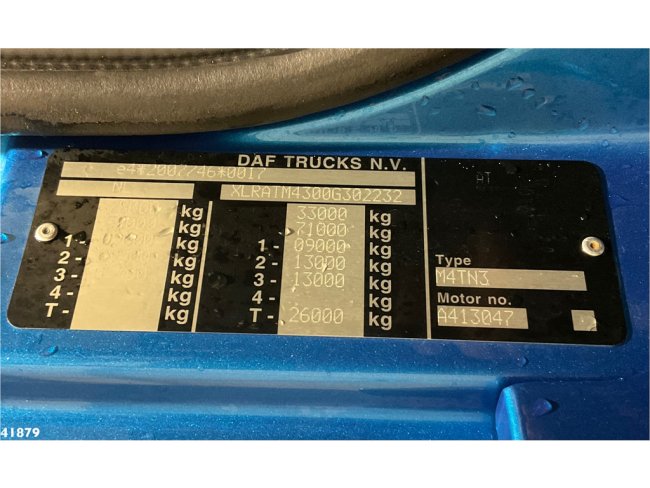 DAF TRUCKS N.V.
e4*2007/46*0017
NL XLRATM4300G302232
kg 33000 kg
kg 71000 kg
1 - kg 1 - 09000 kg
2 - kg 2 - 13000 kg
3 - kg 3 - 13000 kg
4 - kg 4 - kg
T - kg T - 26000 kg
Type
M4TN3
Motor no.
A413047
41879